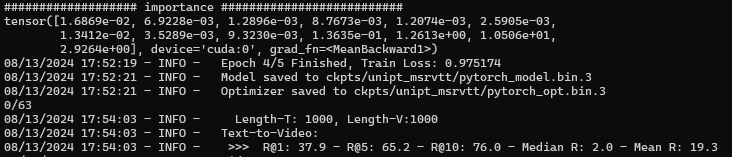 ################### importance ##########################
tensor([1.6869e-02, 6.9228e-03, 1.2896e-03, 8.7673e-03, 1.2074e-03, 2.5905e-03,
1.3412e-02, 3.5289e-03, 9.3230e-03, 1.3635e-01, 1.2613e+00, 1.0506e+01,
2.9264e+00], device='cuda:0', grad_fn=<MeanBackward1>)
08/13/2024 17:52:19 - INFO -   Epoch 4/5 Finished, Train Loss: 0.975174
08/13/2024 17:52:21 - INFO -   Model saved to ckpts/unipt_msrvtt/pytorch_model.bin.3
08/13/2024 17:52:21 - INFO -   Optimizer saved to ckpts/unipt_msrvtt/pytorch_opt.bin.3
0/63
08/13/2024 17:54:03 - INFO -     Length-T: 1000, Length-V:1000
08/13/2024 17:54:03 - INFO -   Text-to-Video:
08/13/2024 17:54:03 - INFO -    >>>  R@1: 37.9 - R@5: 65.2 - R@10: 76.0 - Median R: 2.0 - Mean R: 19.3